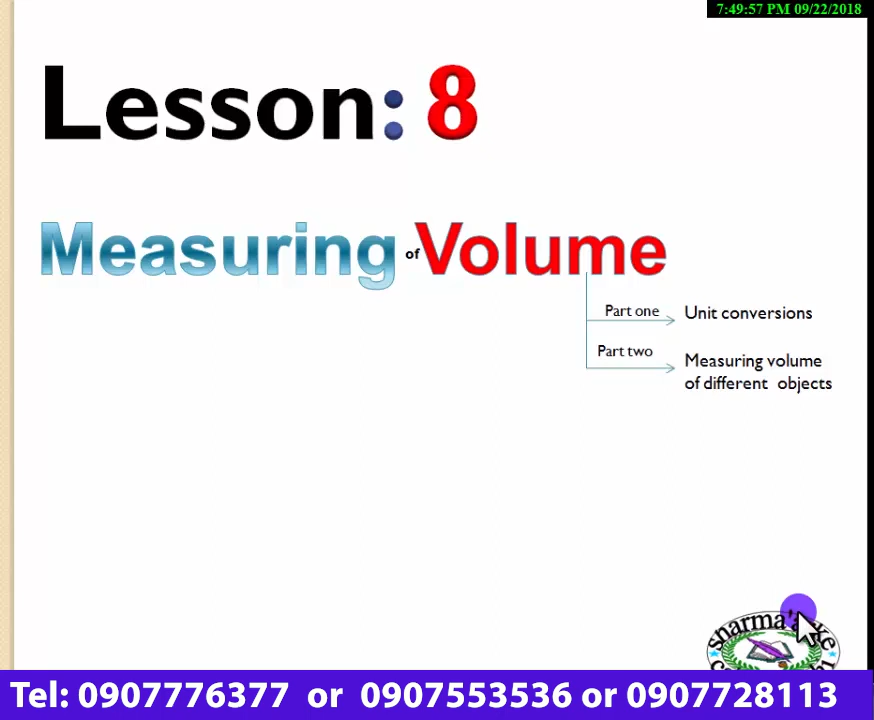 7:49:57 PM 09/22/2018
Lesson: 8
Measuring of Volume
Part one Unit conversions
Part two Measuring volume
of different objects
Tel: 0907776377 or 0907553536 or 0907728113